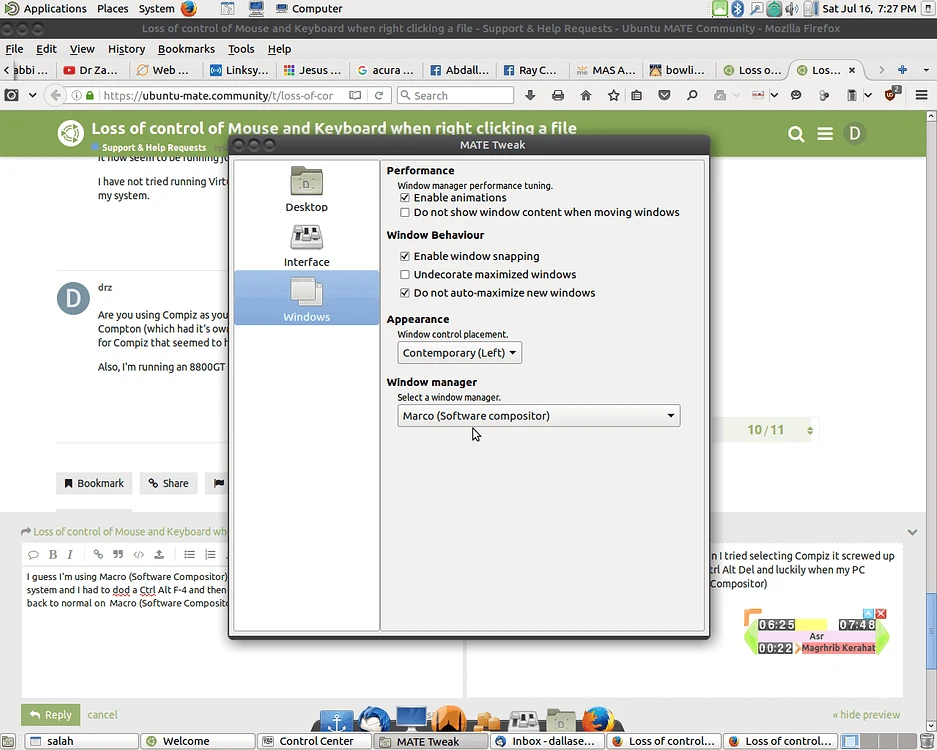 Applications Places System Computer Sat Jul 16, 7:27 PM
Loss of control of Mouse and Keyboard when right clicking a file - Support & Help Requests - Ubuntu MATE Community - Mozilla Firefox
File Edit View History Bookmarks Tools Help
abbi ... Dr Za... Web ... Linksy... Jesus ... acura ... Abdall... Ray C... MAS A... bowli... Loss o... Los...
https://ubuntu-mate.community/t/loss-of-cor Search
Loss of control of Mouse and Keyboard when right clicking a file
Support & Help Requests
D
I have not tried running Virt
my system.
drz
D
Are you using Compiz as you
Compton (which had it's own
for Compiz that seemed to h
Also, I'm running an 8800GT
10/11
Bookmark Share
MATE Tweak
Desktop
Interface
Windows
Performance
Window manager performance tuning.
Enable animations
Do not show window content when moving windows
Window Behaviour
Enable window snapping
Undecorate maximized windows
Do not auto-maximize new windows
Appearance
Window control placement.
Contemporary (Left)
Window manager
Select a window manager.
Marco (Software compositor)
Loss of control of Mouse and Keyboard wh
B I
I guess I'm using Macro (Software Compositor)
system and I had to dod a Ctrl Alt F-4 and then
back to normal on Macro (Software Composito
n I tried selecting Compiz it screwed up
trl Alt Del and luckily when my PC
Compositor)
06:25 07:48
Asr
00:22 Magrhrib Kerahat
Reply cancel « hide preview
salah Welcome Control Center MATE Tweak Inbox - dallase... Loss of control... Loss of control...